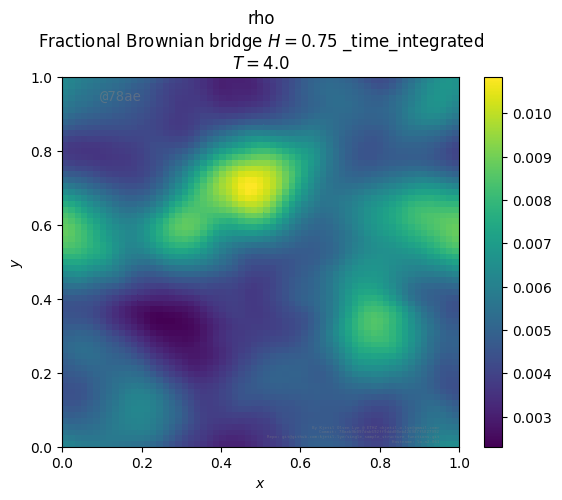 rho
Fractional Brownian bridge $H = 0.75$ _time_integrated
$T = 4.0$
@78ae
1.0
0.8
0.6
0.4
0.2
0.0
y
0.0 0.2 0.4 0.6 0.8 1.0
x
0.010
0.009
0.008
0.007
0.006
0.005
0.004
0.003